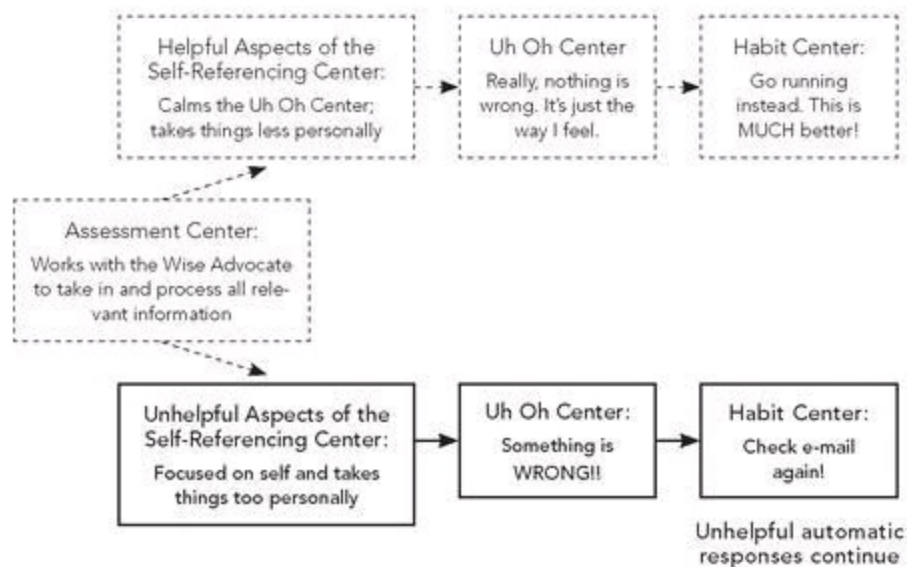 Helpful Aspects of the
Self-Referencing Center:
Calms the Uh Oh Center;
takes things less personally
Uh Oh Center
Really, nothing is
wrong. It's just the
way I feel.
Habit Center:
Go running
instead. This is
MUCH better!
Assessment Center:
Works with the Wise Advocate
to take in and process all rele-
vant information
Unhelpful Aspects of the
Self-Referencing Center:
Focused on self and takes
things too personally
Uh Oh Center:
Something is
WRONG!!
Habit Center:
Check e-mail
again!
Unhelpful automatic
responses continue